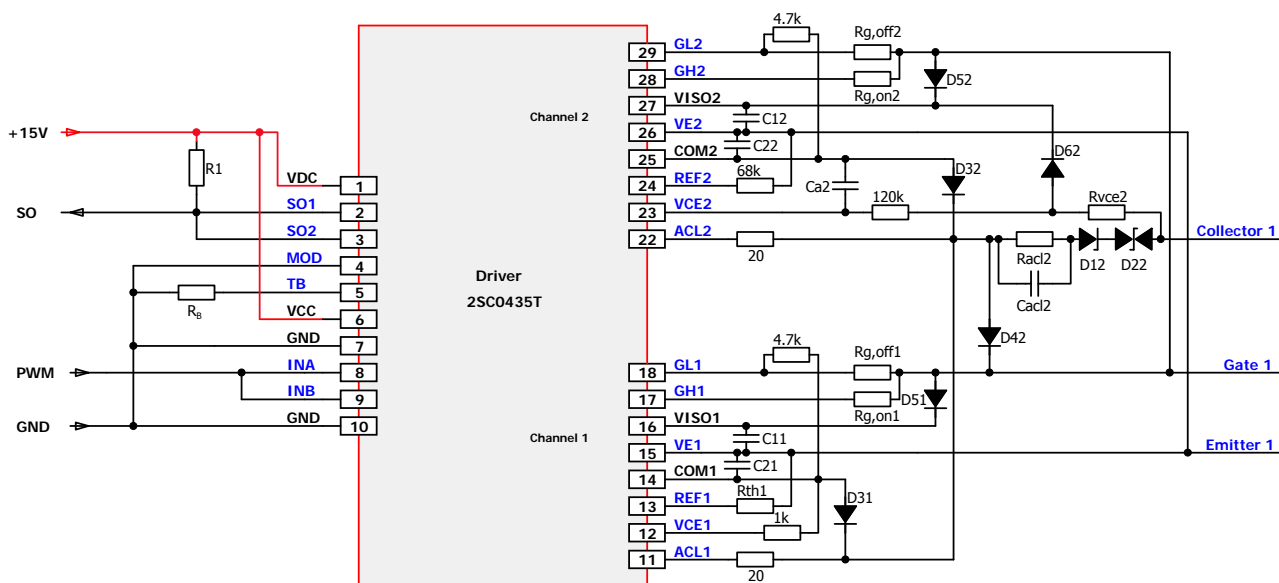 4.7k
Rg,off2
29 GL2
28 GH2
D52
Rg,on2
27 VISO2
Channel 2
C12
+15V
26 VE2
C22
D62
25 COM2
R1
68k
D32
VDC 1
24 REF2
Ca2
120k
Rvce2
SO
SO1 2
23 VCE2
SO2 3
22 ACL2
Collector 1
20
Racl2
D12
D22
MOD 4
Driver
TB 5
Cacl2
2SC0435T
RB
VCC 6
D42
4.7k
GND 7
Rg,off1
PWM
INA 8
18 GL1
Gate 1
INB 9
17 GH1
D51
Rg,on1
GND
GND 10
16 VISO1
Channel 1
C11
15 VE1
Emitter 1
C21
14 COM1
Rth1
D31
13 REF1
1k
12 VCE1
11 ACL1
20